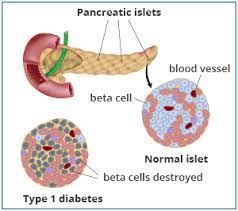 Pancreatic islets
blood vessel
beta cell
Normal islet
beta cells destroyed
Type 1 diabetes